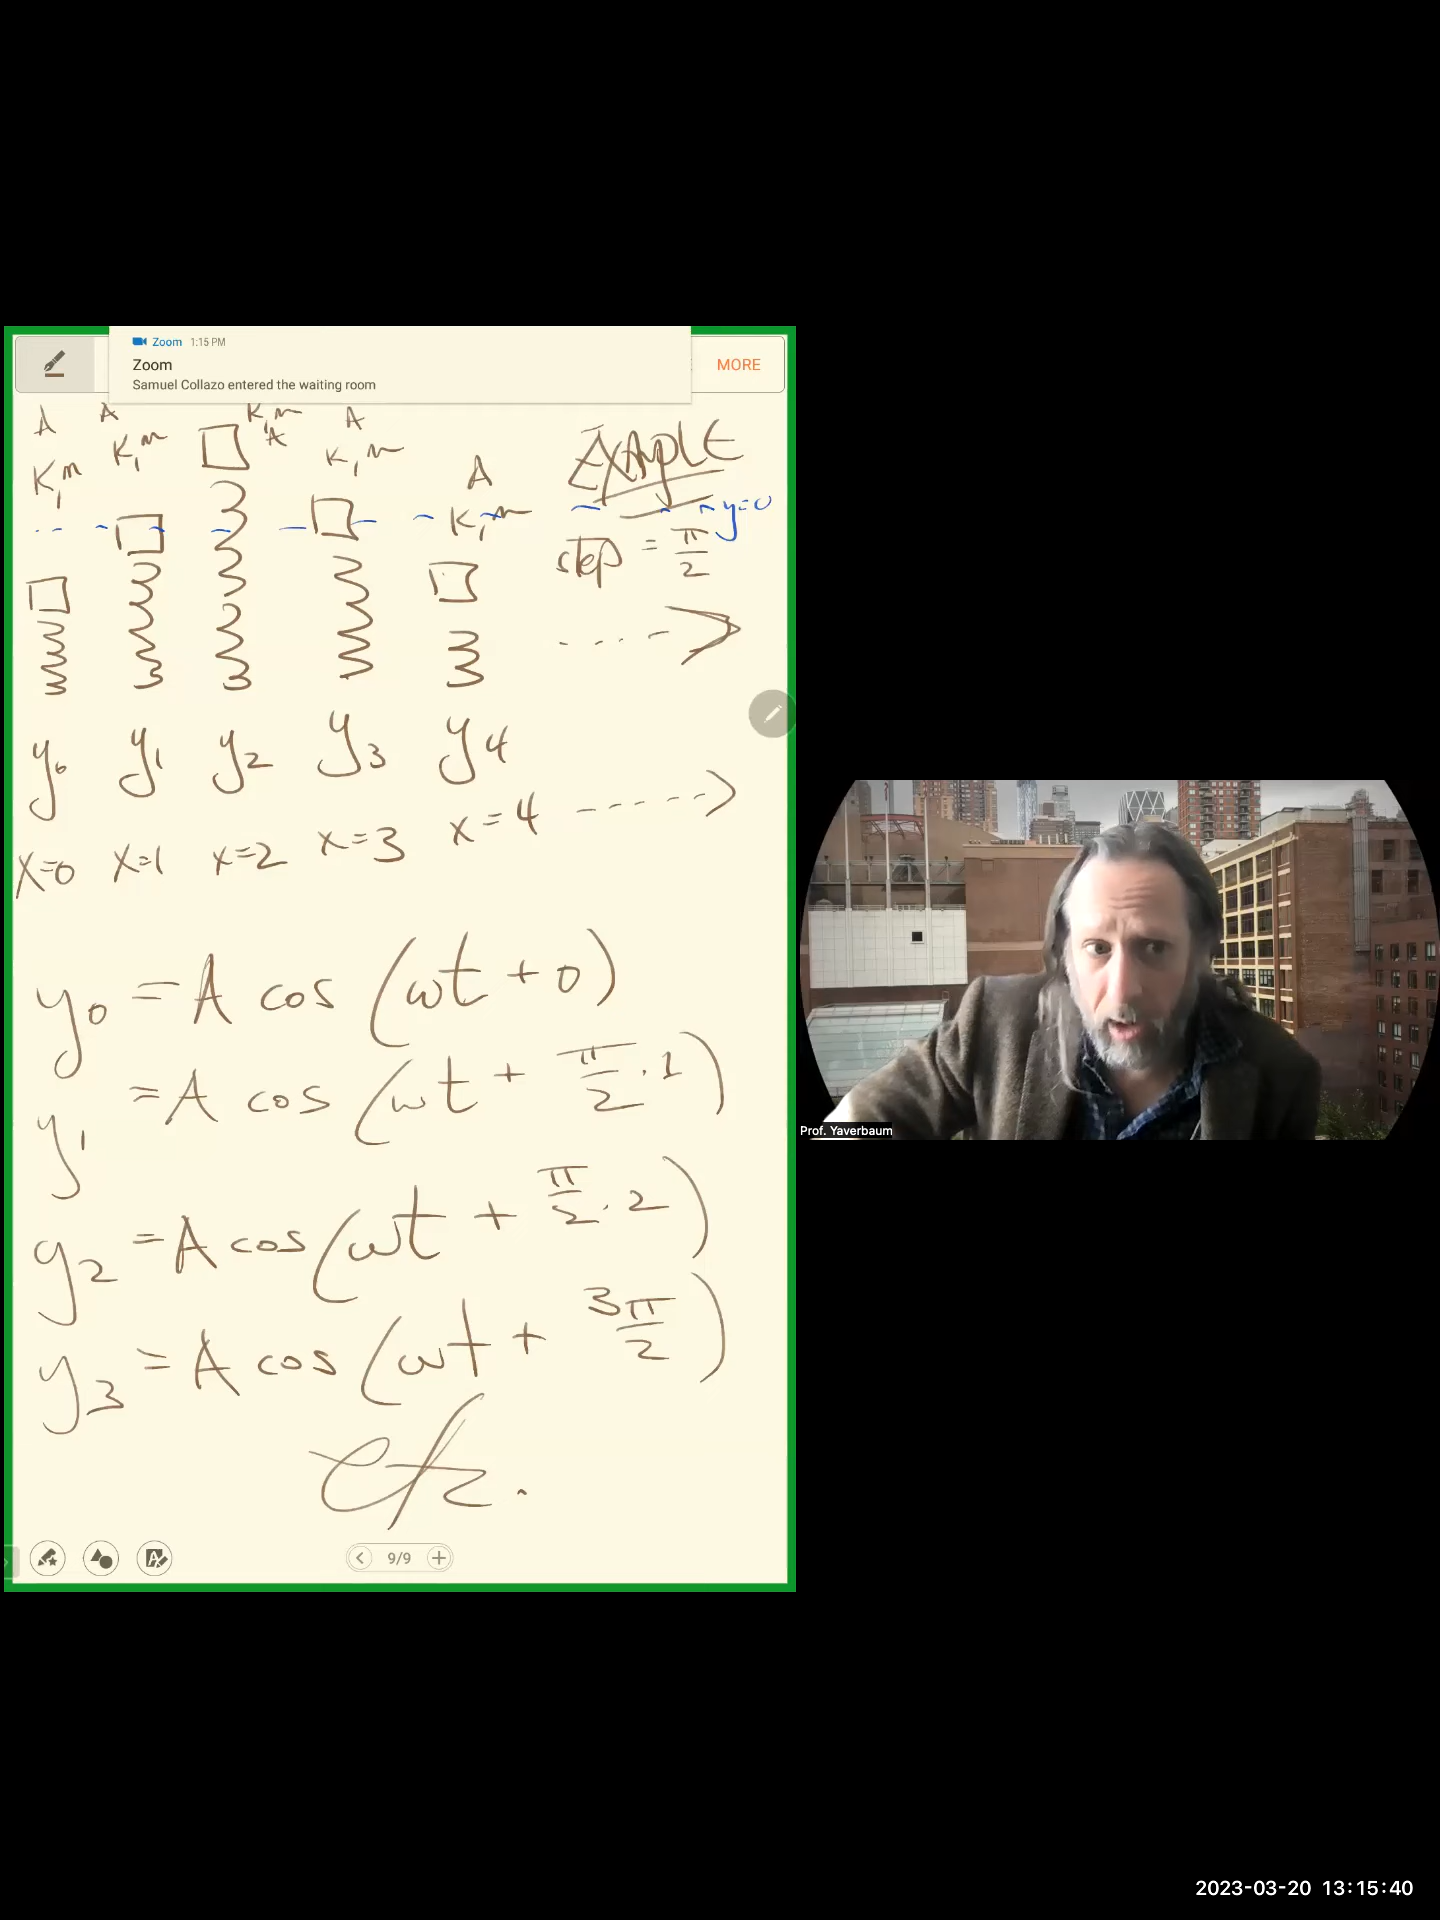 Zoom 1:15 PM
Zoom
Samuel Collazo entered the waiting room
MORE
A A K,m A
K,m K,m A K,m A
K,m
EXAPLE
y=0
step = π/2
y0 y1 y2 y3 y4
x=0 x=1 x=2 x=3 x=4 ----->
y0 = A cos (ωt + 0)
y1 = A cos (ωt + π/2 · 1)
y2 = A cos (ωt + π/2 · 2)
y3 = A cos (ωt + 3π/2)
etc.
9/9
Prof. Yaverbaum
2023-03-20 13:15:40